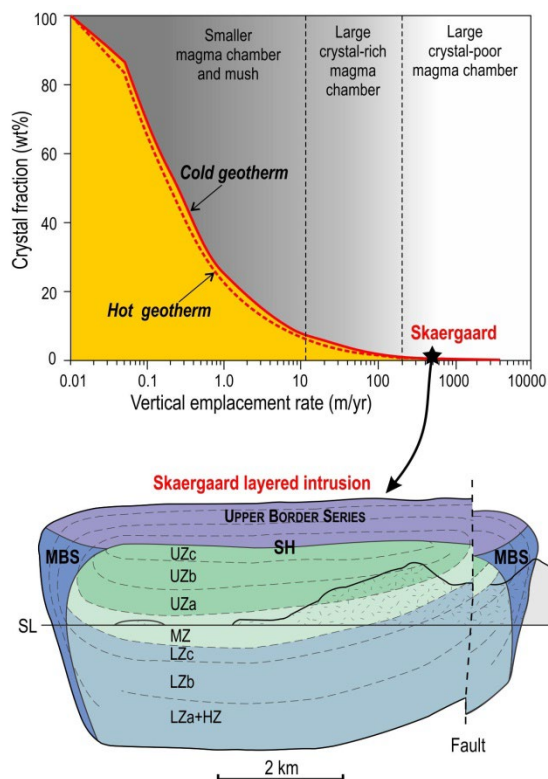 100
80
60
40
20
0
Crystal fraction (wt%)
Smaller
magma chamber
and mush
Large
crystal-rich
magma
chamber
Large
crystal-poor
magma chamber
Cold geotherm
Hot geotherm
Skaergaard
0.01
0.1
1.0
10
100
1000
10000
Vertical emplacement rate (m/yr)
Skaergaard layered intrusion
UPPER BORDER SERIES
MBS
SH
MBS
UZc
UZb
UZa
SL
MZ
LZc
LZb
LZa+HZ
Fault
2 km